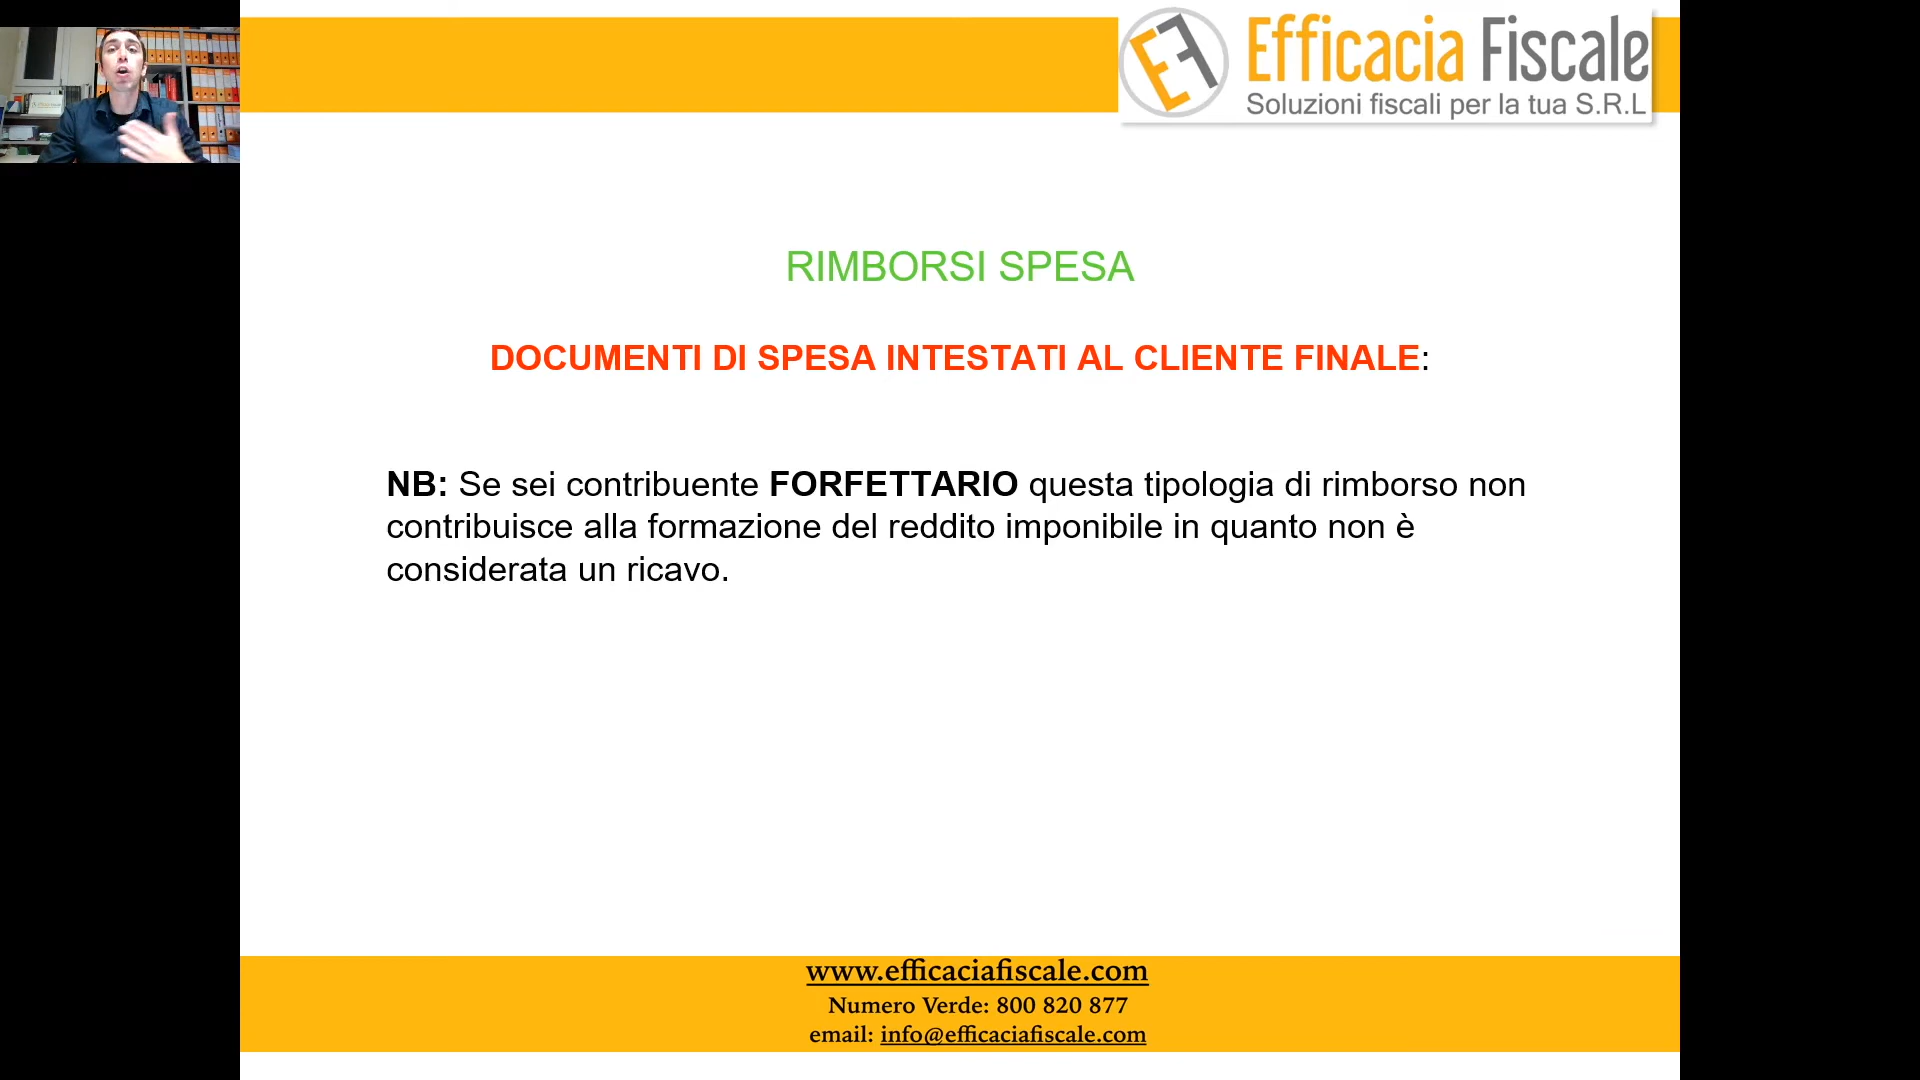 Efficacia Fiscale
Soluzioni fiscali per la tua S.R.L
RIMBORSI SPESA
DOCUMENTI DI SPESA INTESTATI AL CLIENTE FINALE:
NB: Se sei contribuente FORFETTARIO questa tipologia di rimborso non
contribuisce alla formazione del reddito imponibile in quanto non è
considerata un ricavo.
www.efficaciafiscale.com
Numero Verde: 800 820 877
email: info@efficaciafiscale.com